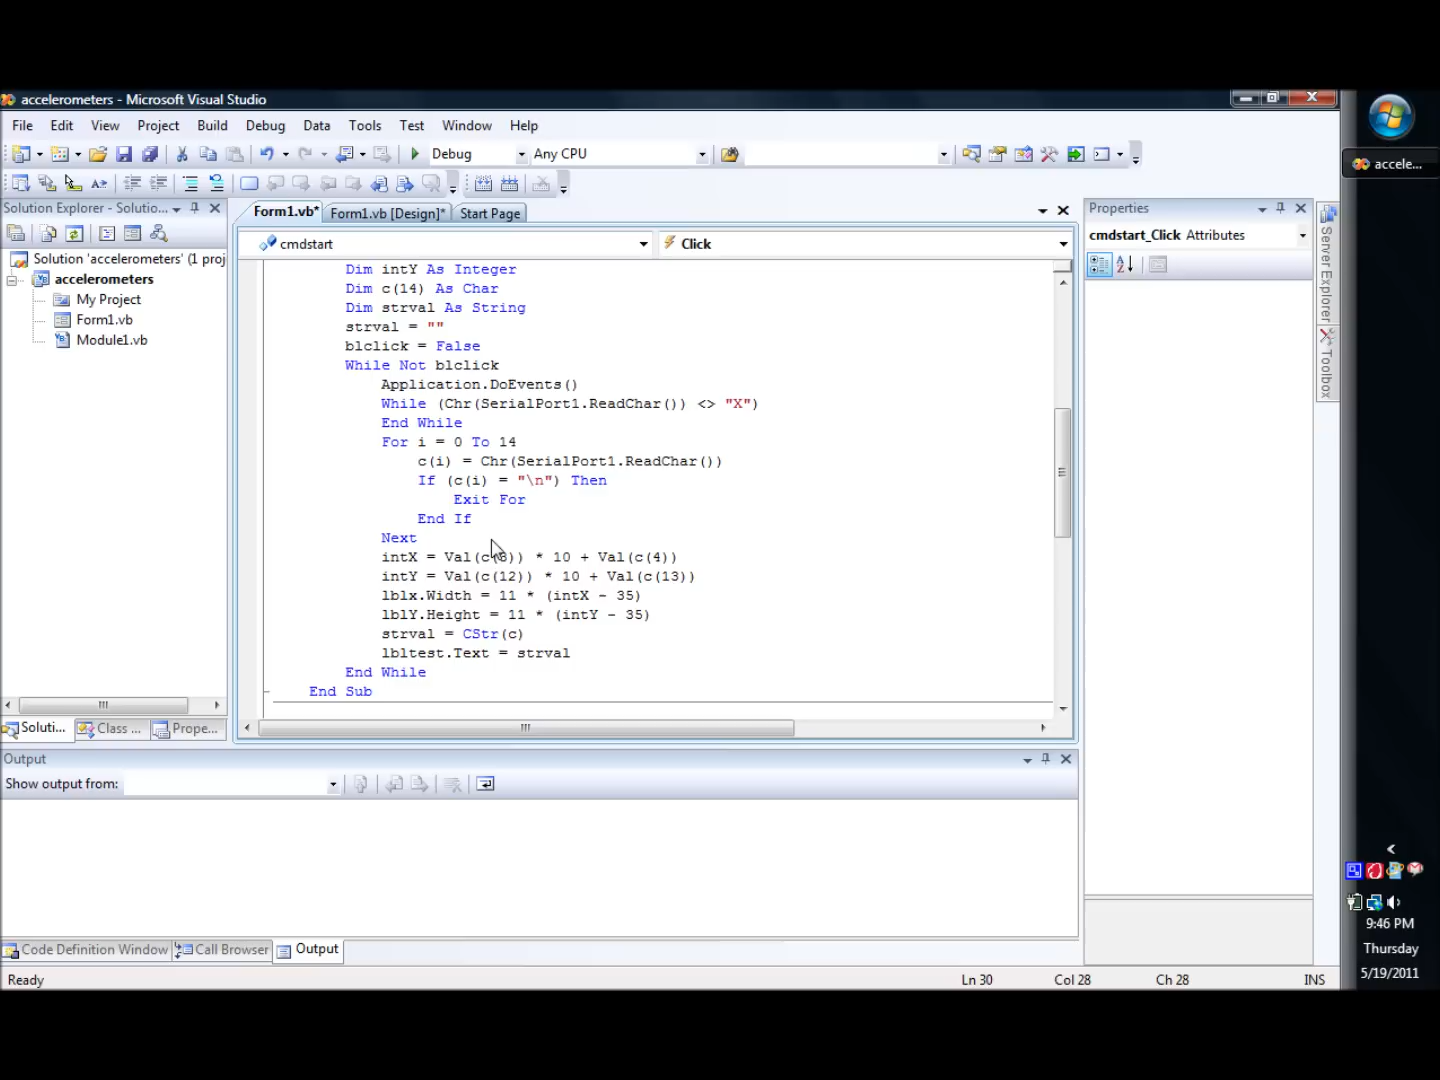 accelerometers - Microsoft Visual Studio
File Edit View Project Build Debug Data Tools Test Window Help
Debug Any CPU
accele...
Solution Explorer - Solutio...
Form1.vb* Form1.vb [Design]* Start Page
Properties
cmdstart Click
cmdstart_Click Attributes
Solution 'accelerometers' (1 proj
accelerometers
My Project
Form1.vb
Module1.vb
Server Explorer
Toolbox
Dim intY As Integer
Dim c(14) As Char
Dim strval As String
strval = ""
blclick = False
While Not blclick
Application.DoEvents()
While (Chr(SerialPort1.ReadChar()) <> "X")
End While
For i = 0 To 14
c(i) = Chr(SerialPort1.ReadChar())
If (c(i) = "\n") Then
Exit For
End If
Next
intX = Val( )) * 10 + Val(c(4))
intY = Val(c(12)) * 10 + Val(c(13))
lblx.Width = 11 * (intX - 35)
lblY.Height = 11 * (intY - 35)
strval = CStr(c)
lbltest.Text = strval
End While
End Sub
Soluti... Class ... Prope...
Output
Show output from:
Code Definition Window Call Browser Output
Ready Ln 30 Col 28 Ch 28 INS
9:46 PM
Thursday
5/19/2011